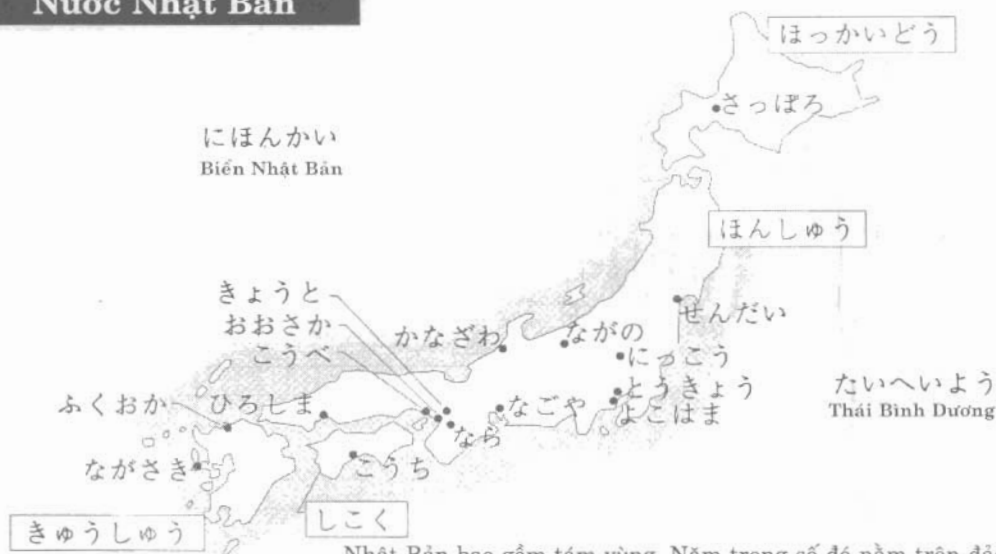 Nước Nhật Bản
ほっかいどう
さっぽろ
にほんかい
Biển Nhật Bản
ほんしゅう
きょうと
おおさか
こうべ
かなざわ
ながの
せんだい
にっこう
とうきょう
よこはま
たいへいよう
Thái Bình Dương
ふくおか
ひろしま
なごや
なら
ながさき
こうち
きゅうしゅう
しこく
Nhật Bản bao gồm tám vùng. Năm trong số đó nằm trên đảo